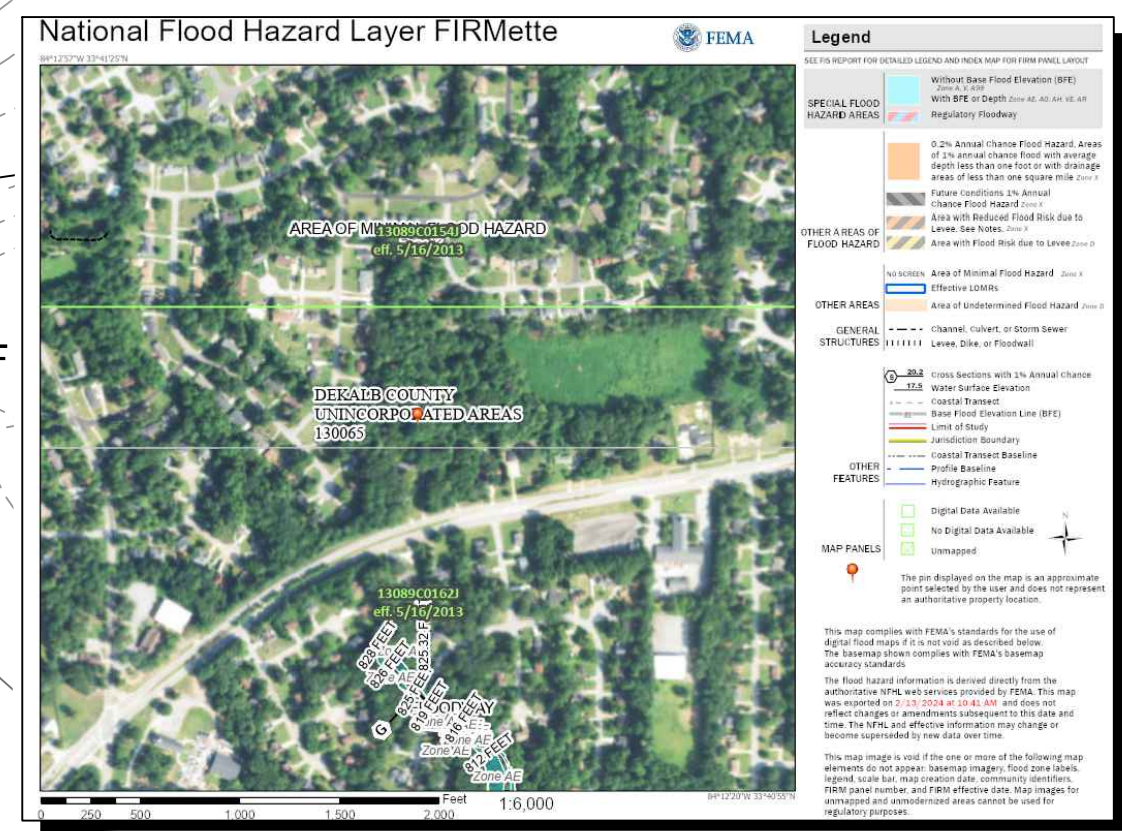 National Flood Hazard Layer FIRMette
FEMA
84°12'57"W 33°41'25"N
AREA OF MINIMAL FLOOD HAZARD
13089C0154J
eff. 5/16/2013
DEKALB COUNTY
UNINCORPORATED AREAS
130065
13089C0162J
eff. 5/16/2013
828 FEET
826 FEET
825.32 F
825 FEE
819 FEET
816 FEET
812 FEET
G
Zone AE
Zone AE
Zone AE
0 250 500 1,000 1,500 2,000 Feet
1:6,000
84°12'20"W 33°40'55"N
Legend
SEE FIS REPORT FOR DETAILED LEGEND AND INDEX MAP FOR FIRM PANEL LAYOUT
SPECIAL FLOOD
HAZARD AREAS
Without Base Flood Elevation (BFE)
Zone A, V, A99
With BFE or Depth Zone AE, AO, AH, VE, AR
Regulatory Floodway
OTHER AREAS OF
FLOOD HAZARD
0.2% Annual Chance Flood Hazard, Areas
of 1% annual chance flood with average
depth less than one foot or with drainage
areas of less than one square mile Zone X
Future Conditions 1% Annual
Chance Flood Hazard Zone X
Area with Reduced Flood Risk due to
Levee. See Notes. Zone X
Area with Flood Risk due to Levee Zone D
OTHER AREAS
NO SCREEN Area of Minimal Flood Hazard Zone X
Effective LOMRs
Area of Undetermined Flood Hazard Zone D
GENERAL
STRUCTURES
Channel, Culvert, or Storm Sewer
Levee, Dike, or Floodwall
20.2 Cross Sections with 1% Annual Chance
17.5 Water Surface Elevation
Coastal Transect
Base Flood Elevation Line (BFE)
Limit of Study
Jurisdiction Boundary
OTHER
FEATURES
Coastal Transect Baseline
Profile Baseline
Hydrographic Feature
MAP PANELS
Digital Data Available
No Digital Data Available
Unmapped
N
The pin displayed on the map is an approximate
point selected by the user and does not represent
an authoritative property location.
This map complies with FEMA's standards for the use of
digital flood maps if it is not void as described below.
The basemap shown complies with FEMA's basemap
accuracy standards
The flood hazard information is derived directly from the
authoritative NFHL web services provided by FEMA. This map
was exported on 2/13/2024 at 10:41 AM and does not
reflect changes or amendments subsequent to this date and
time. The NFHL and effective information may change or
become superseded by new data over time.
This map image is void if the one or more of the following map
elements do not appear: basemap imagery, flood zone labels,
legend, scale bar, map creation date, community identifiers,
FIRM panel number, and FIRM effective date. Map images for
unmapped and unmodernized areas cannot be used for
regulatory purposes.